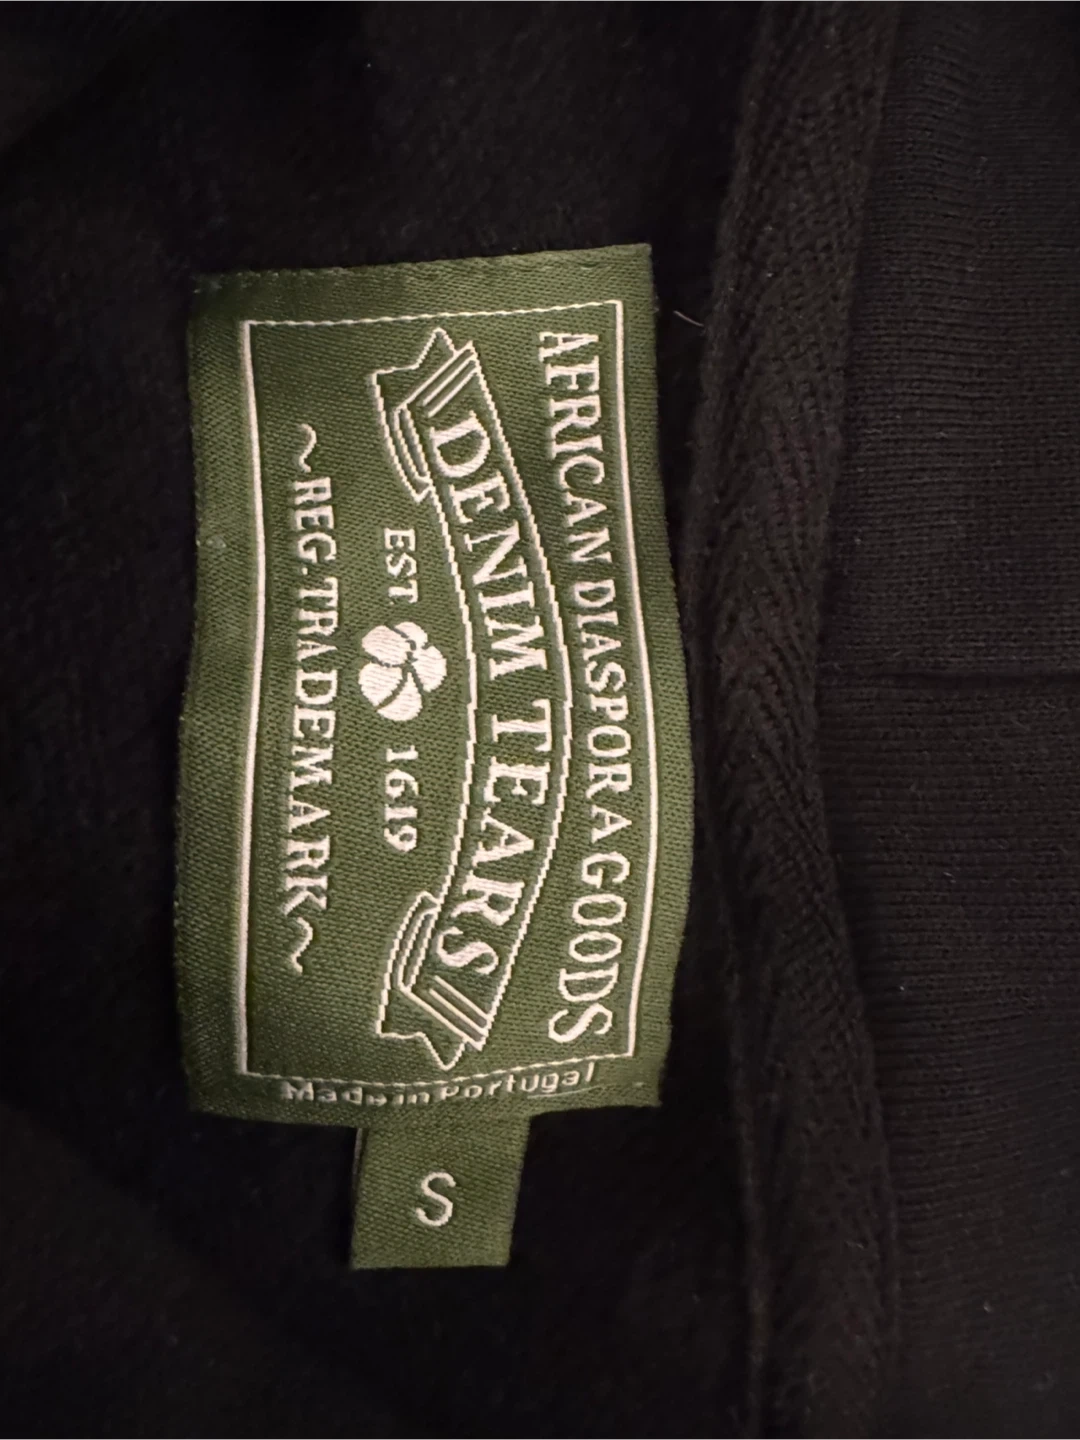 AFRICAN DIASPORA GOODS
DENIM TEARS
EST. 1619
~REG. TRADEMARK~
Made in Portugal
S